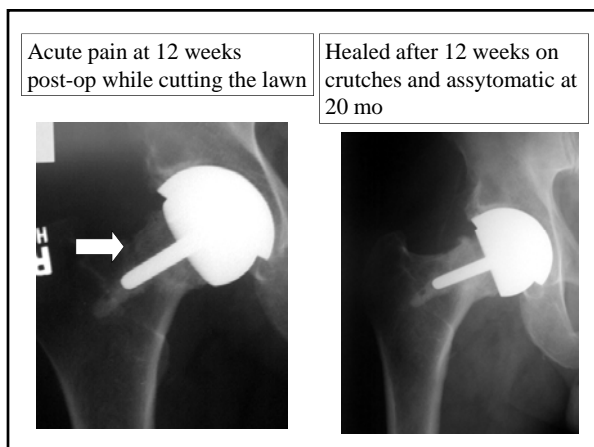 Acute pain at 12 weeks
post-op while cutting the lawn
Healed after 12 weeks on
crutches and assytomatic at
20 mo